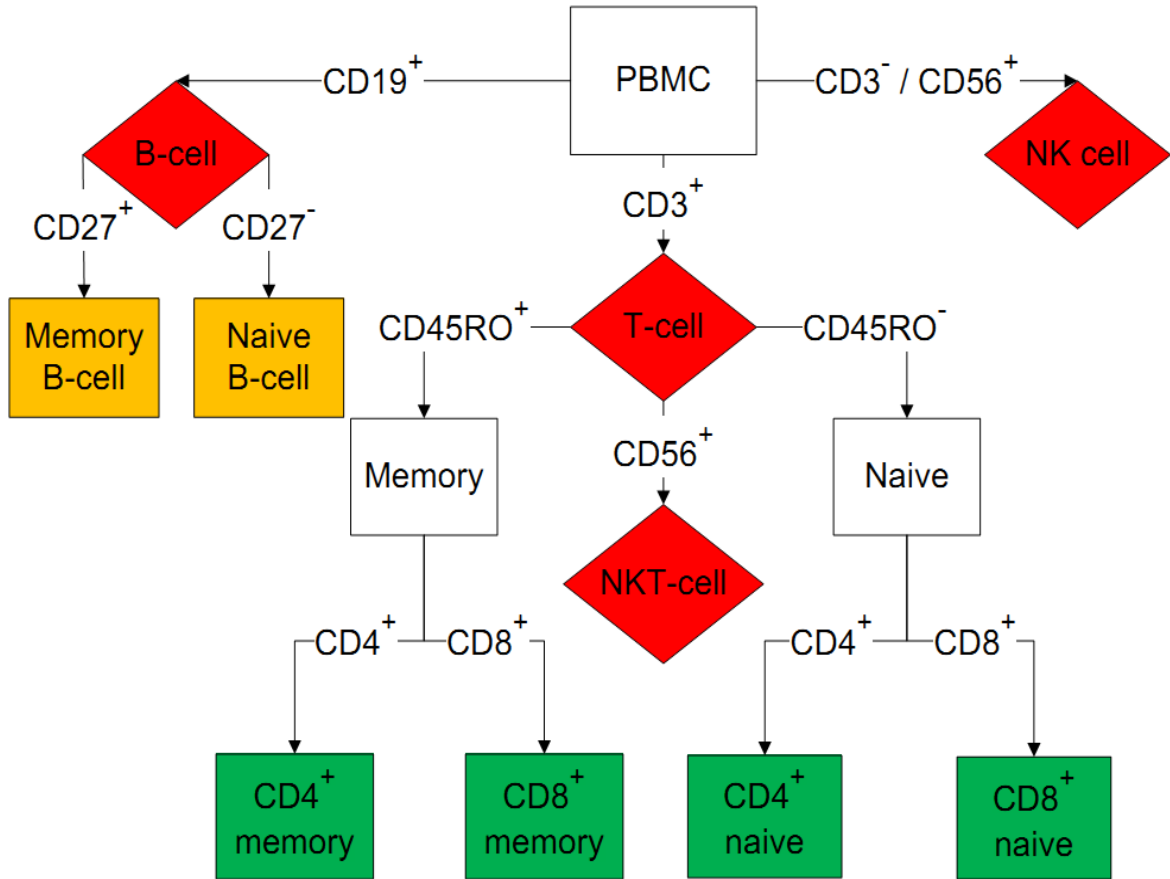 PBMC
CD19⁺
CD3⁻ / CD56⁺
B-cell
NK cell
CD27⁺
CD27⁻
CD3⁺
Memory
B-cell
Naive
B-cell
CD45RO⁺
T-cell
CD45RO⁻
Memory
CD56⁺
Naive
NKT-cell
CD4⁺
CD8⁺
CD4⁺
CD8⁺
CD4⁺
memory
CD8⁺
memory
CD4⁺
naive
CD8⁺
naive